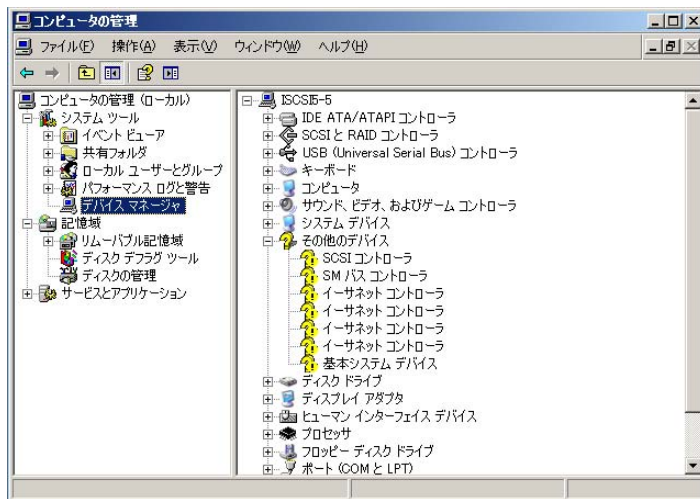 コンピュータの管理
ファイル(F) 操作(A) 表示(V) ウィンドウ(W) ヘルプ(H)
コンピュータの管理 (ローカル)
システム ツール
イベント ビューア
共有フォルダ
ローカル ユーザーとグループ
パフォーマンス ログと警告
デバイス マネージャ
記憶域
リムーバブル記憶域
ディスク デフラグ ツール
ディスクの管理
サービスとアプリケーション
ISCSI5-5
IDE ATA/ATAPI コントローラ
SCSI と RAID コントローラ
USB (Universal Serial Bus) コントローラ
キーボード
コンピュータ
サウンド、ビデオ、およびゲーム コントローラ
システム デバイス
その他のデバイス
SCSI コントローラ
SM バス コントローラ
イーサネット コントローラ
イーサネット コントローラ
イーサネット コントローラ
イーサネット コントローラ
基本システム デバイス
ディスク ドライブ
ディスプレイ アダプタ
ヒューマン インターフェイス デバイス
プロセッサ
フロッピー ディスク ドライブ
ポート (COM と LPT)